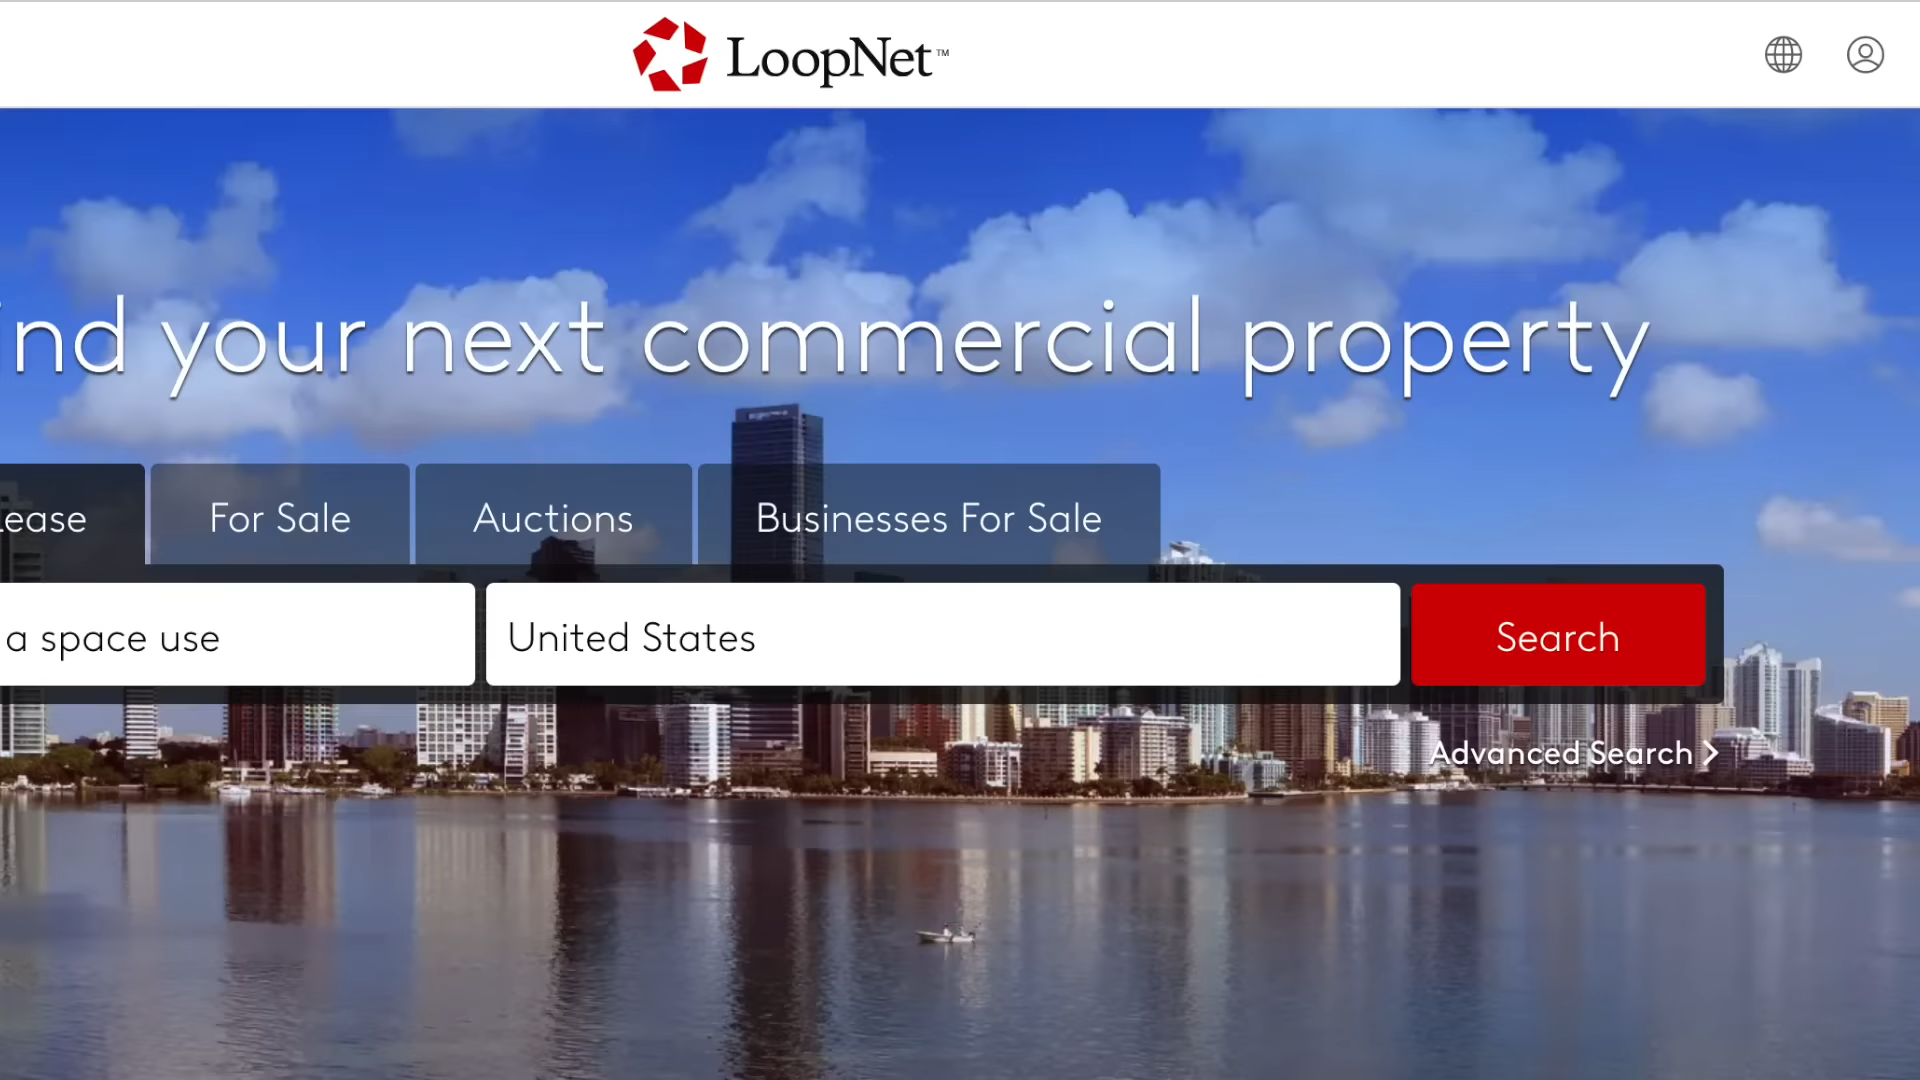 LoopNet™
ind your next commercial property
Lease
For Sale
Auctions
Businesses For Sale
a space use
United States
Search
Advanced Search